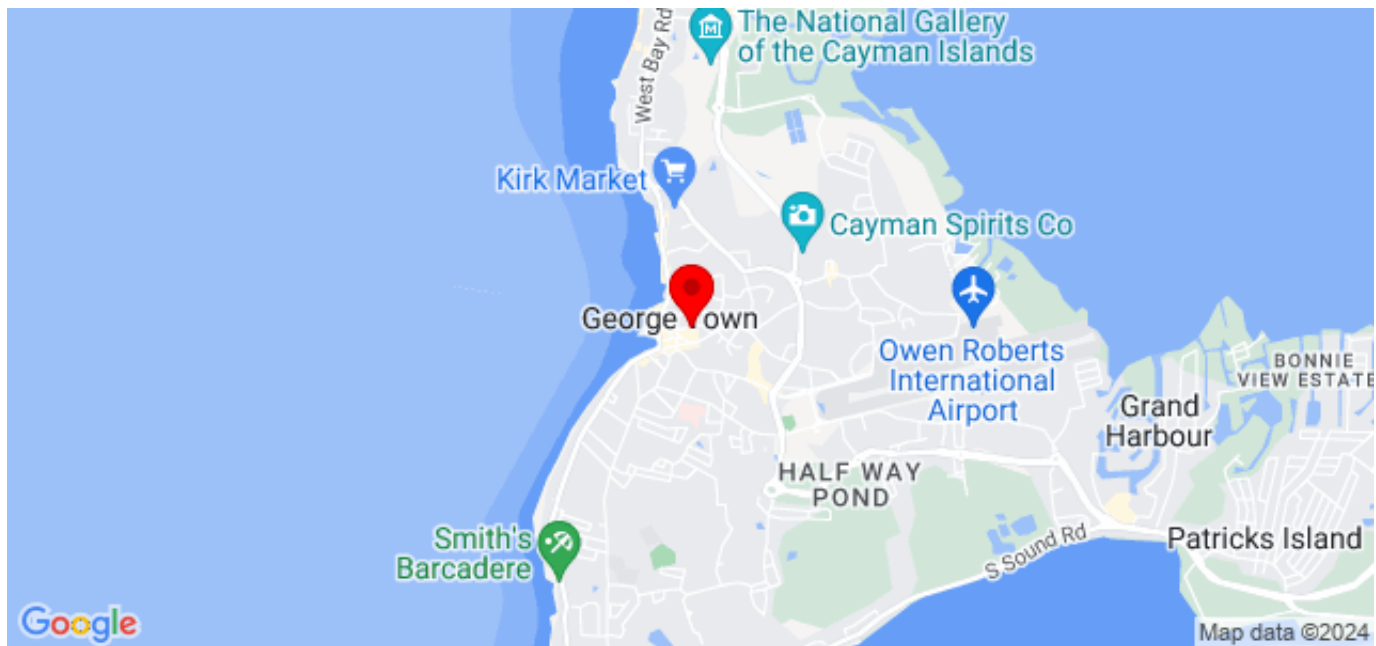 The National Gallery
of the Cayman Islands
West Bay Rd
Kirk Market
Cayman Spirits Co
George Town
Owen Roberts
International
Airport
BONNIE
VIEW ESTATE
Grand
Harbour
HALF WAY
POND
Smith's
Barcadere
S Sound Rd
Patricks Island
Google
Map data ©2024